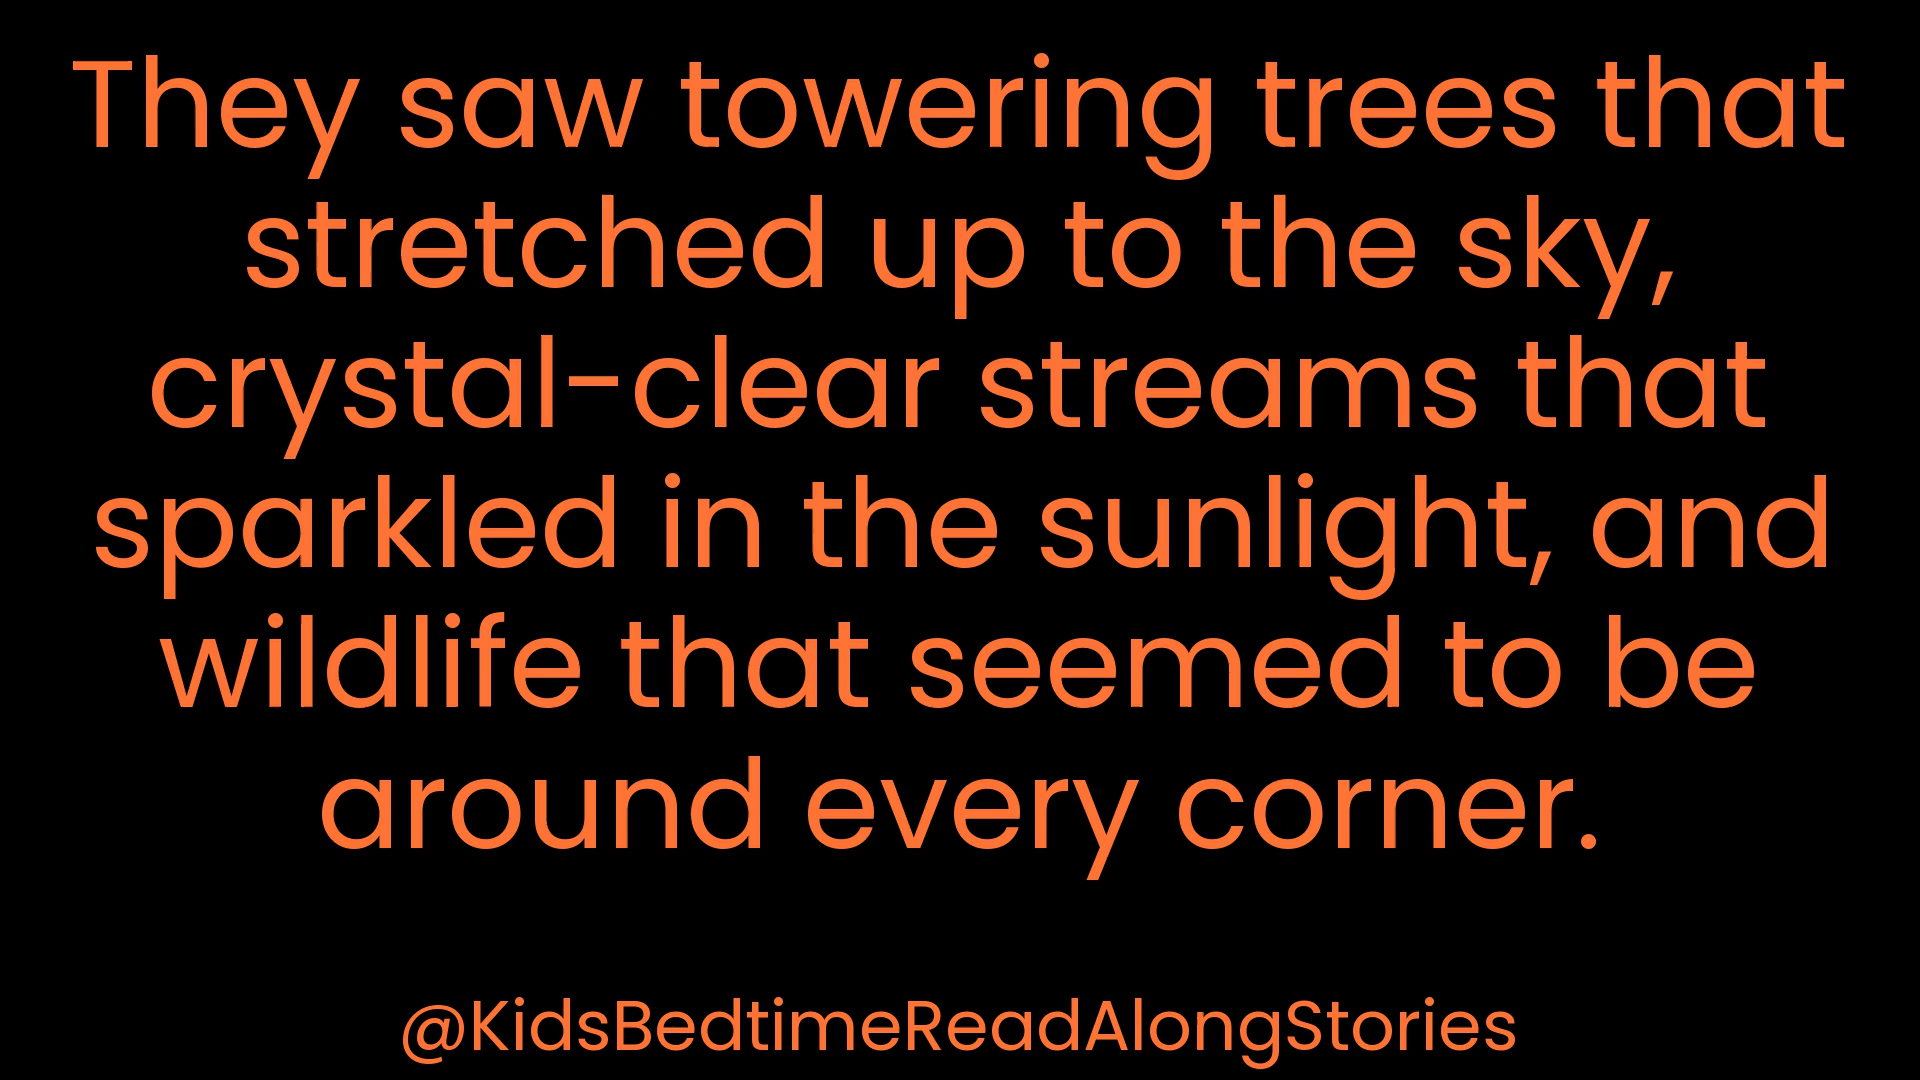 They saw towering trees that
stretched up to the sky,
crystal-clear streams that
sparkled in the sunlight, and
wildlife that seemed to be
around every corner.
@KidsBedtimeReadAlongStories